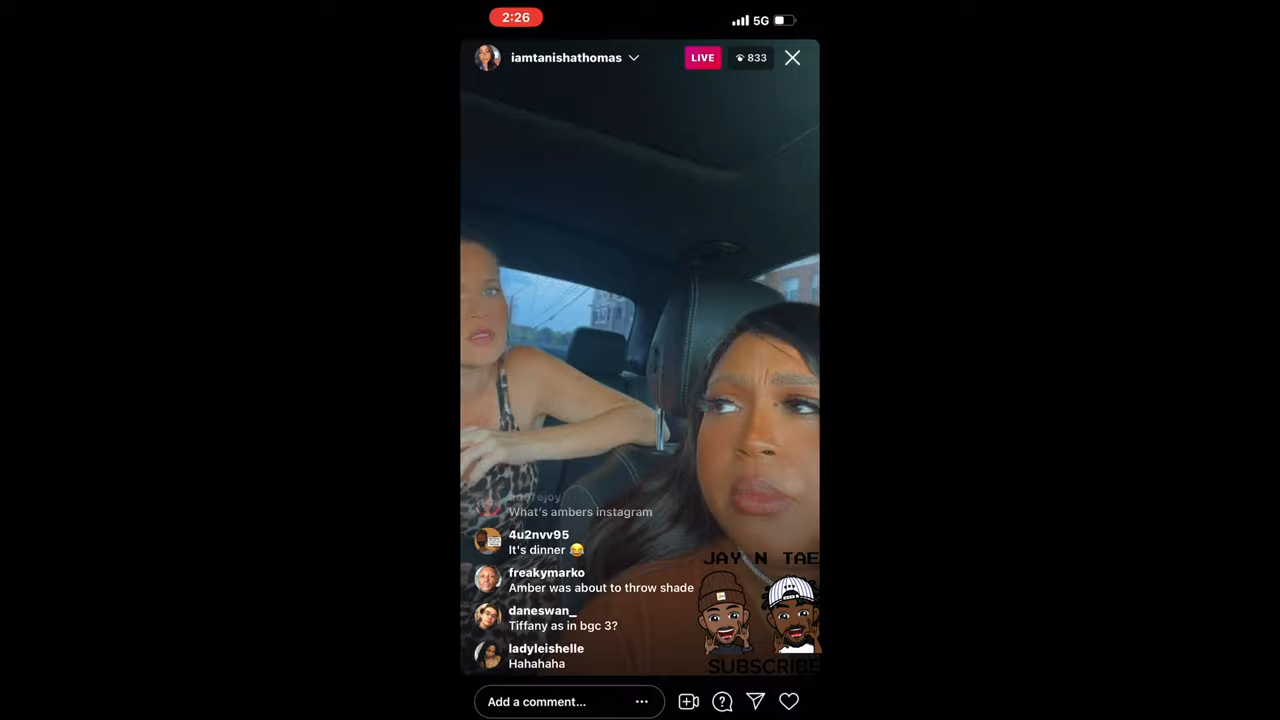 2:26
5G
iamtanishathomas
LIVE
833
adorejoy
What's ambers instagram
4u2nvv95
It's dinner 😂
freakymarko
Amber was about to throw shade
daneswan_
Tiffany as in bgc 3?
ladyleishelle
Hahahaha
JAY N TAE
SUBSCRIBE
Add a comment...